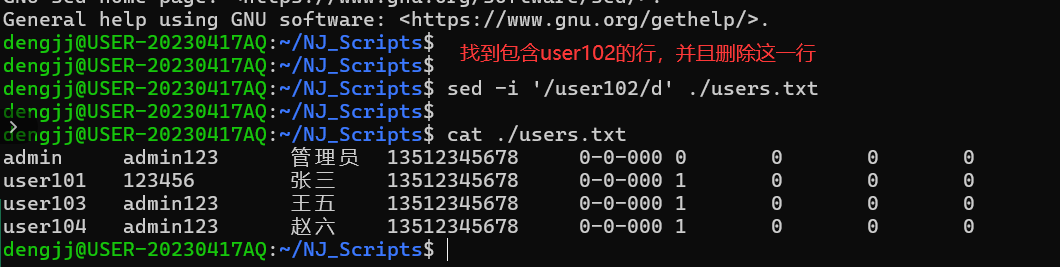 GNU sed home page: <https://www.gnu.org/software/sed/>.
General help using GNU software: <https://www.gnu.org/gethelp/>.
dengjj@USER-20230417AQ:~/NJ_Scripts$
找到包含user102的行，并且删除这一行
dengjj@USER-20230417AQ:~/NJ_Scripts$
dengjj@USER-20230417AQ:~/NJ_Scripts$ sed -i '/user102/d' ./users.txt
dengjj@USER-20230417AQ:~/NJ_Scripts$
dengjj@USER-20230417AQ:~/NJ_Scripts$ cat ./users.txt
admin admin123 管理员 13512345678 0-0-000 0 0 0 0
user101 123456 张三 13512345678 0-0-000 1 0 0 0
user103 admin123 王五 13512345678 0-0-000 1 0 0 0
user104 admin123 赵六 13512345678 0-0-000 1 0 0 0
dengjj@USER-20230417AQ:~/NJ_Scripts$